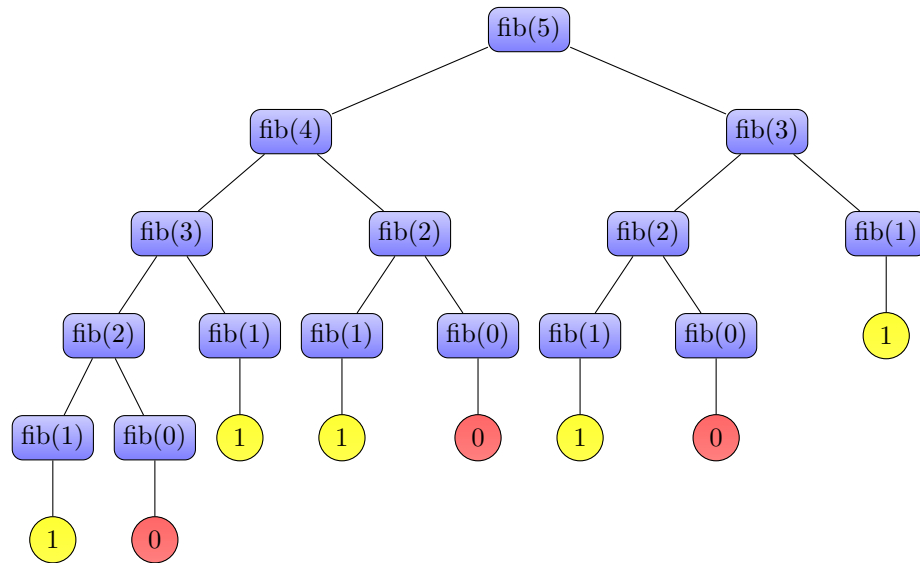 fib(5)
fib(4) fib(3)
fib(3) fib(2) fib(2) fib(1)
fib(2) fib(1) fib(1) fib(0) fib(1) fib(0) 1
fib(1) fib(0) 1 1 0 1 0
1 0